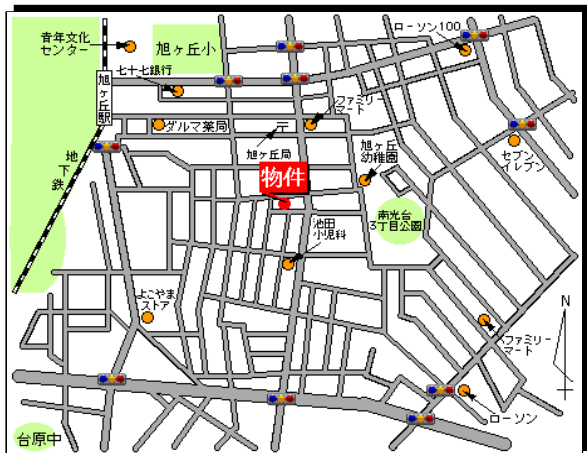 青年文化
センター
旭ヶ丘小
ローソン100
七十七銀行
旭ヶ丘駅
ファミリー
マート
ダルマ薬局
〒
旭ヶ丘局
旭ヶ丘
幼稚園
セブン
イレブン
地下鉄
物件
南光台
3丁目公園
池田
小児科
よこやま
ストア
N
ファミリー
マート
ローソン
台原中